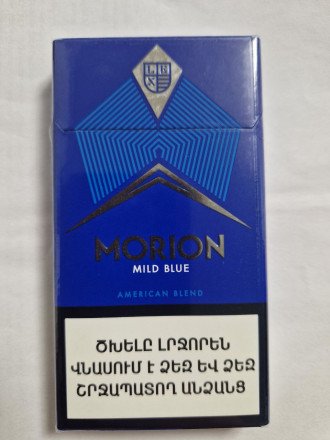 L R
X
MORION
MILD BLUE
AMERICAN BLEND
ԾԽԵԼԸ ԼՐՋՈՐԵՆ
ՎՆԱՍՈՒՄ Է ՁԵԶ ԵՎ ՁԵԶ
ՇՐՋԱՊԱՏՈՂ ԱՆՁԱՆՑ